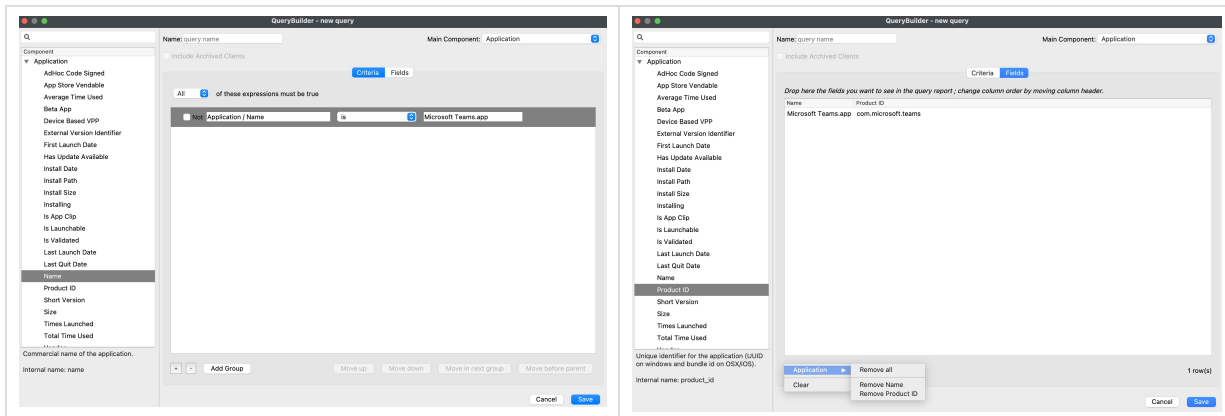 QueryBuilder - new query
Name: query name
Main Component: Application
Include Archived Clients
Component
Application
AdHoc Code Signed
App Store Vendable
Average Time Used
Beta App
Device Based VPP
External Version Identifier
First Launch Date
Has Update Available
Install Date
Install Path
Install Size
Installing
Is App Clip
Is Launchable
Is Validated
Last Launch Date
Last Quit Date
Name
Product ID
Short Version
Size
Times Launched
Total Time Used
Commercial name of the application.
Internal name: name
Criteria Fields
All of these expressions must be true
Not Application / Name is Microsoft Teams.app
+ - Add Group Move up Move down Move in next group Move before parent
Cancel Save
QueryBuilder - new query
Name: query name
Main Component: Application
Include Archived Clients
Component
Application
AdHoc Code Signed
App Store Vendable
Average Time Used
Beta App
Device Based VPP
External Version Identifier
First Launch Date
Has Update Available
Install Date
Install Path
Install Size
Installing
Is App Clip
Is Launchable
Is Validated
Last Launch Date
Last Quit Date
Name
Product ID
Short Version
Size
Times Launched
Total Time Used
Unique identifier for the application (UUID
on windows and bundle id on OSX/iOS).
Internal name: product_id
Criteria Fields
Drop here the fields you want to see in the query report ; change column order by moving column header.
Name Product ID
Microsoft Teams.app com.microsoft.teams
Application Remove all
Clear Remove Name
Remove Product ID
1 row(s)
Cancel Save